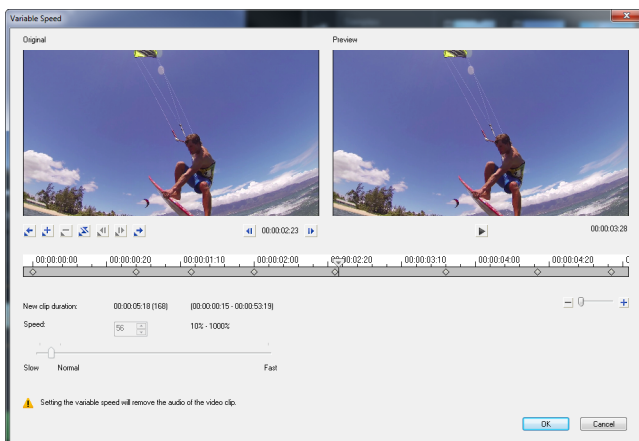 Variable Speed
Original
Preview
00:00:02:23
00:00:03:28
00:00:00:00 00:00:00:20 00:00:01:10 00:00:02:00 00:00:02:20 00:00:03:10 00:00:04:00 00:00:04:20
New clip duration: 00:00:05:18 (168) (00:00:00:15 - 00:00:53:19)
Speed: 56 10% - 1000%
Slow Normal Fast
Setting the variable speed will remove the audio of the video clip.
OK Cancel